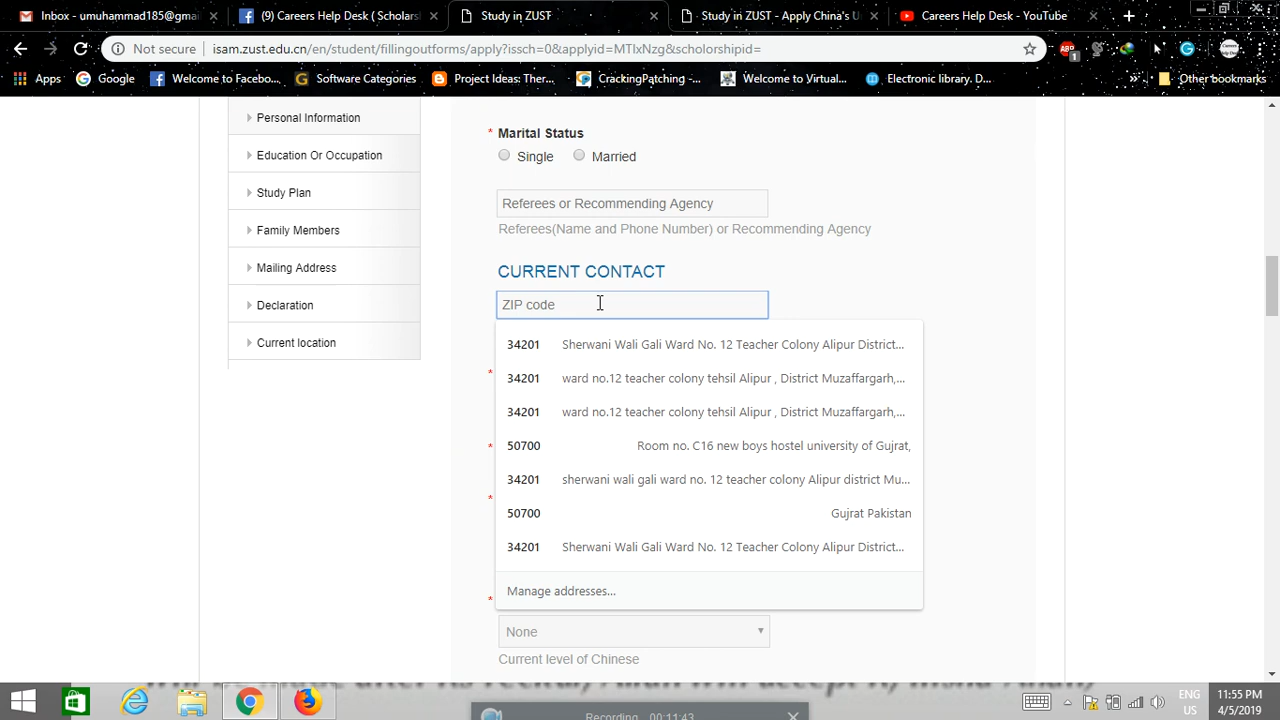 Inbox - umuhammad185@gmai
(9) Careers Help Desk ( Scholars
Study in ZUST
Study in ZUST - Apply China's U
Careers Help Desk - YouTube
Not secure
isam.zust.edu.cn/en/student/fillingoutforms/apply?issch=0&applyid=MTIxNzg&scholorshipid=
ABP
1
Apps
Google
Welcome to Facebo...
Software Categories
Project Ideas: Ther...
CrackingPatching -...
Welcome to Virtual...
Electronic library. D...
Other bookmarks
Personal Information
Education Or Occupation
Study Plan
Family Members
Mailing Address
Declaration
Current location
* Marital Status
Single Married
Referees or Recommending Agency
Referees(Name and Phone Number) or Recommending Agency
CURRENT CONTACT
ZIP code
34201 Sherwani Wali Gali Ward No. 12 Teacher Colony Alipur District...
34201 ward no.12 teacher colony tehsil Alipur , District Muzaffargarh,...
34201 ward no.12 teacher colony tehsil Alipur , District Muzaffargarh,...
50700 Room no. C16 new boys hostel university of Gujrat,
34201 sherwani wali gali ward no. 12 teacher colony Alipur district Mu...
50700 Gujrat Pakistan
34201 Sherwani Wali Gali Ward No. 12 Teacher Colony Alipur District...
Manage addresses...
None
Current level of Chinese
ENG
US
11:55 PM
4/5/2019
Recording 00:11:43